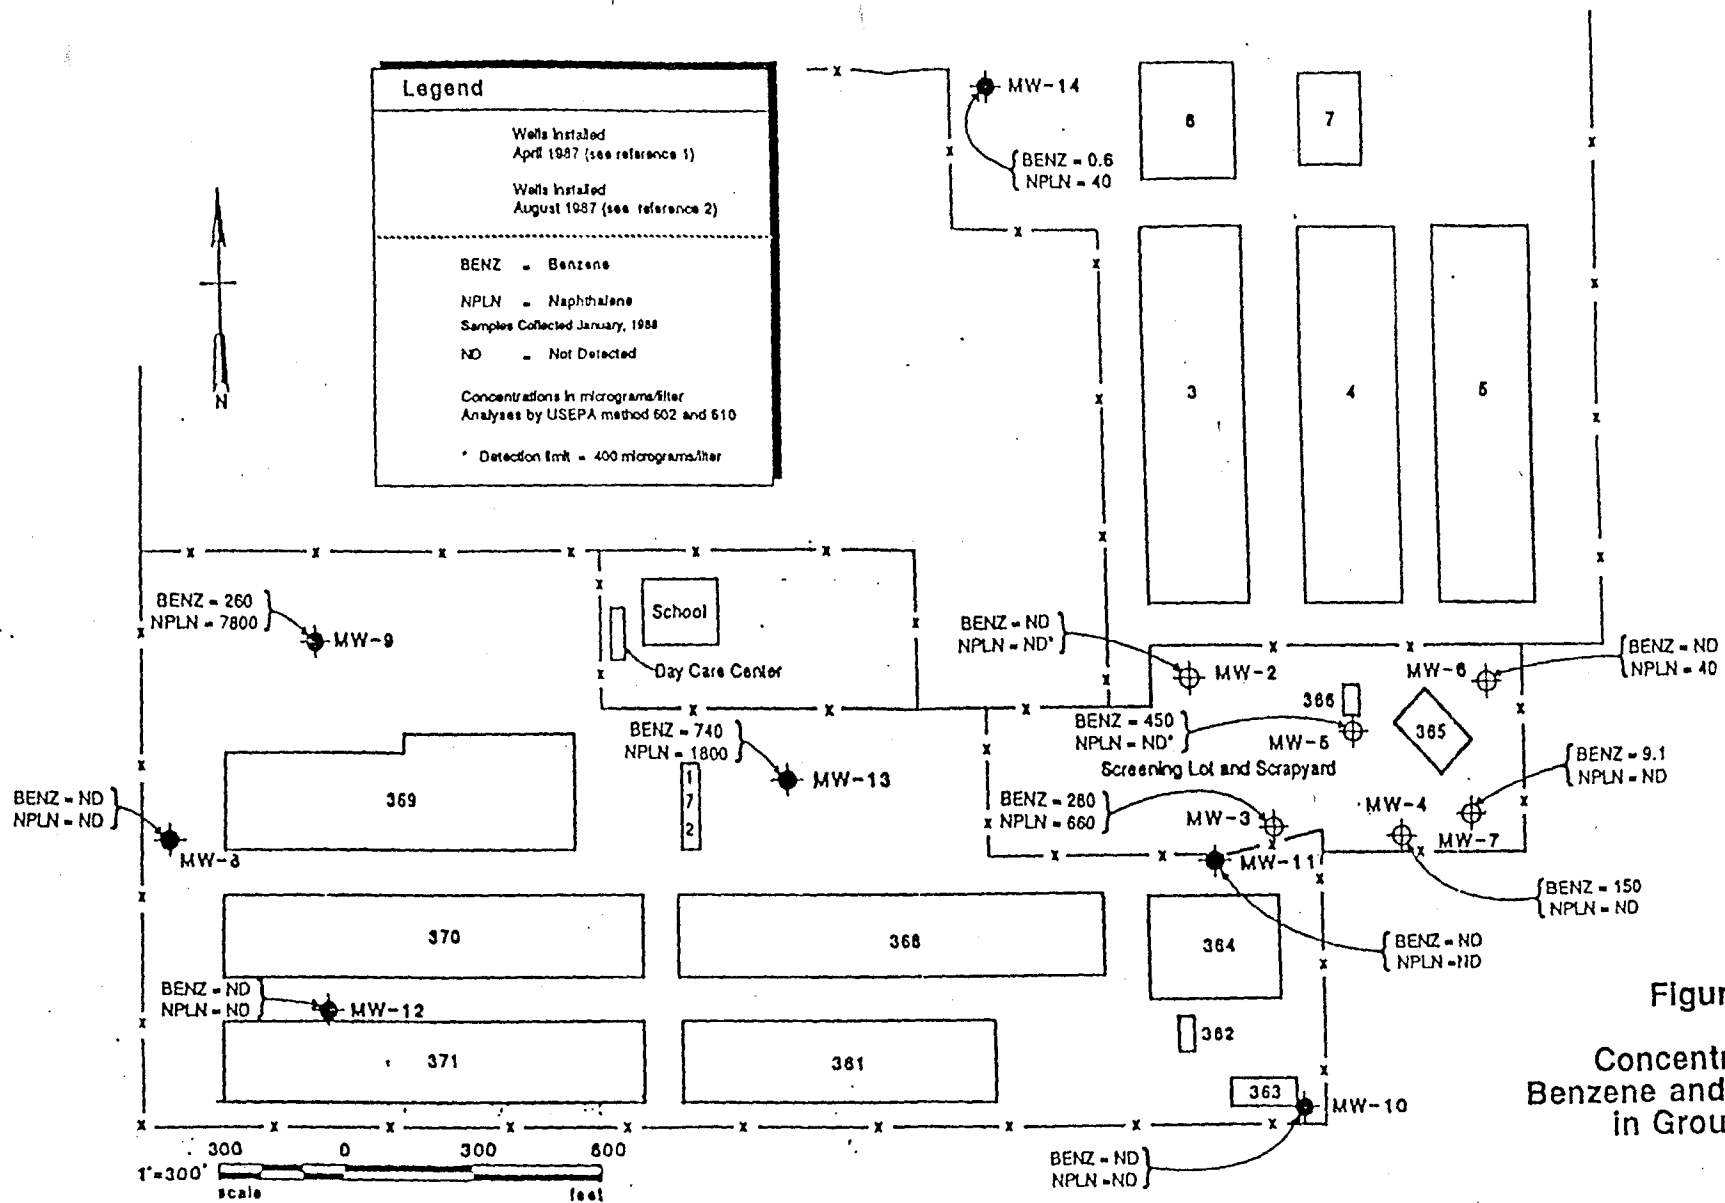 Legend
Wells Installed
April 1987 (see reference 1)
Wells Installed
August 1987 (see reference 2)
BENZ = Benzene
NPLN = Naphthalene
Samples Collected January, 1988
ND = Not Detected
Concentrations in micrograms/liter
Analyses by USEPA method 602 and 610
* Detection limit = 400 micrograms/liter
N
MW-14
BENZ = 0.6
NPLN = 40
6
7
3
4
5
BENZ = 260
NPLN = 7800
MW-9
School
Day Care Center
BENZ = ND
NPLN = ND*
MW-2
MW-6
BENZ = ND
NPLN = 40
366
365
BENZ = 450
NPLN = ND*
MW-5
Screening Lot and Scrapyard
BENZ = 740
NPLN = 1800
MW-13
172
369
BENZ = 9.1
NPLN = ND
BENZ = ND
NPLN = ND
MW-8
BENZ = 280
NPLN = 660
MW-3
MW-4
MW-7
MW-11
BENZ = 150
NPLN = ND
370
368
364
BENZ = ND
NPLN = ND
BENZ = ND
NPLN = ND
MW-12
371
361
362
363
MW-10
BENZ = ND
NPLN = ND
Figur
Concentr
Benzene and
in Grou
300 0 300 600
1"=300'
scale feet